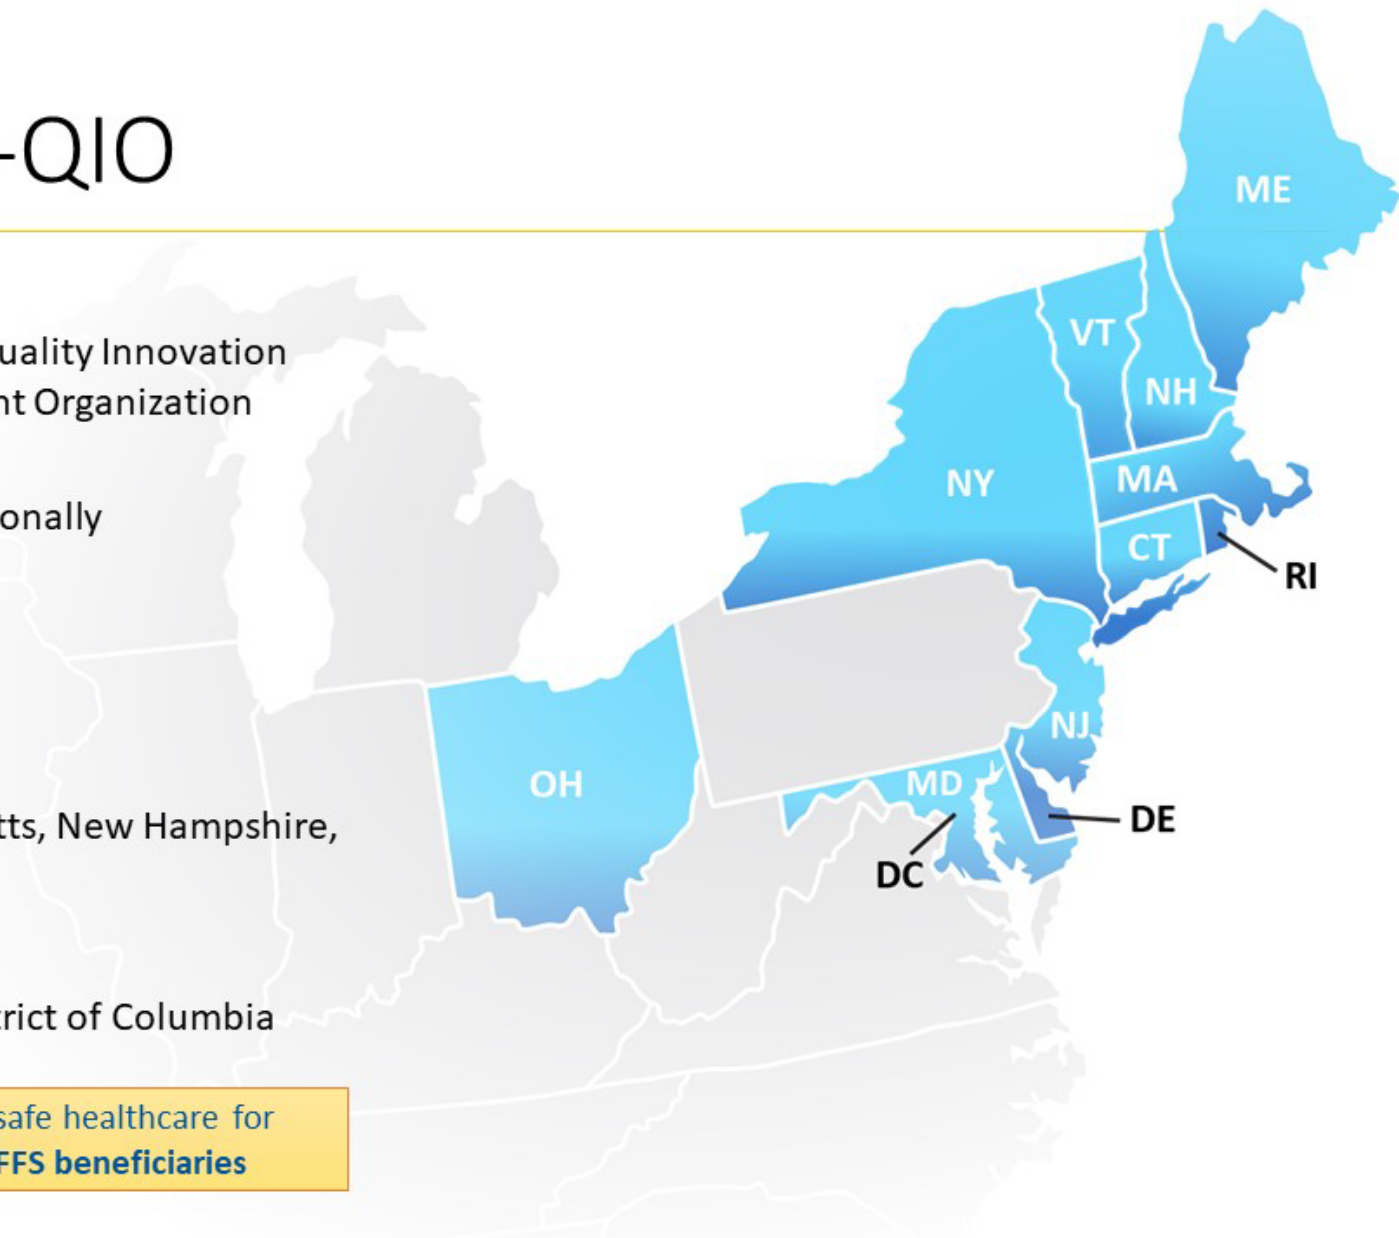 -QIO
uality Innovation
nt Organization
onally
tts, New Hampshire,
trict of Columbia
safe healthcare for
FFS beneficiaries
ME
VT
NH
NY
MA
CT
RI
NJ
OH
MD
DE
DC